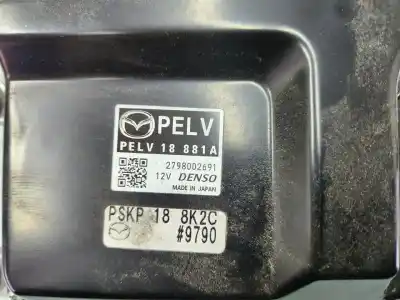 PELV
PELV 18 881A
2798002691
12V DENSO
MADE IN JAPAN
PSKP 18 8K2C
#9790